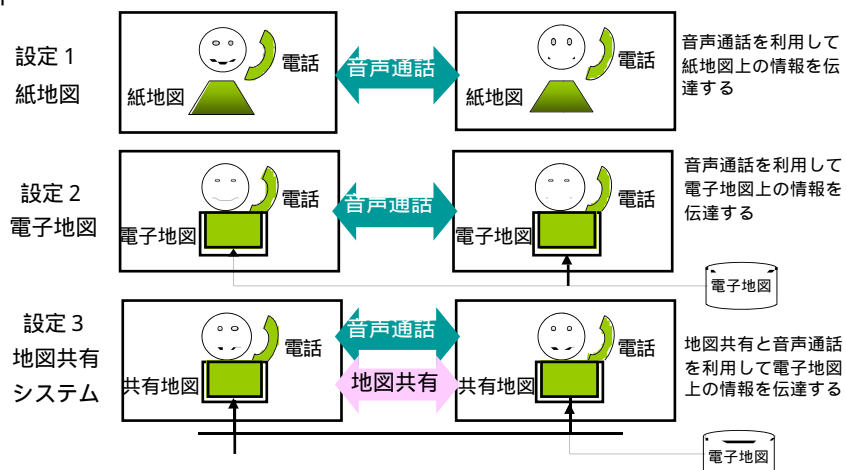 設定1
紙地図
電話
紙地図
音声通話
電話
紙地図
音声通話を利用して
紙地図上の情報を伝
達する
設定2
電子地図
電話
電子地図
音声通話
電話
電子地図
音声通話を利用して
電子地図上の情報を
伝達する
電子地図
設定3
地図共有
システム
電話
共有地図
音声通話
地図共有
電話
共有地図
地図共有と音声通話
を利用して電子地図
上の情報を伝達する
電子地図